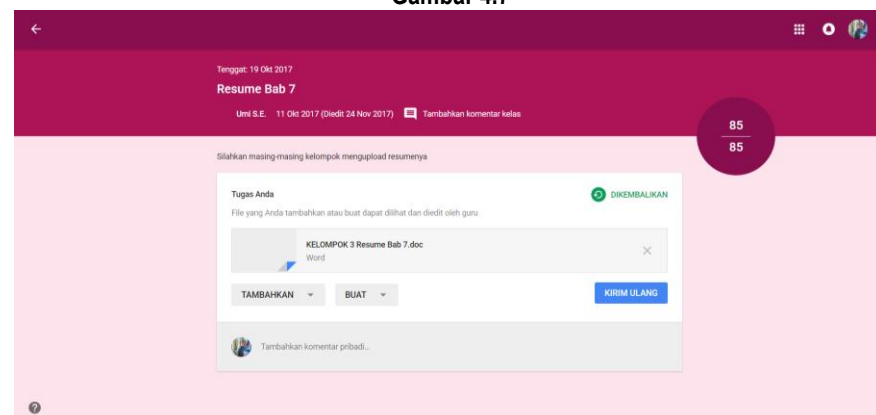 Gambar 4.7
Tenggat: 19 Okt 2017
Resume Bab 7
Umi S.E. 11 Okt 2017 (Diedit 24 Nov 2017) Tambahkan komentar kelas
85
85
Silahkan masing-masing kelompok mengupload resumenya
Tugas Anda
DIKEMBALIKAN
File yang Anda tambahkan atau buat dapat dilihat dan diedit oleh guru
KELOMPOK 3 Resume Bab 7.doc
Word
TAMBAHKAN BUAT KIRIM ULANG
Tambahkan komentar pribadi...